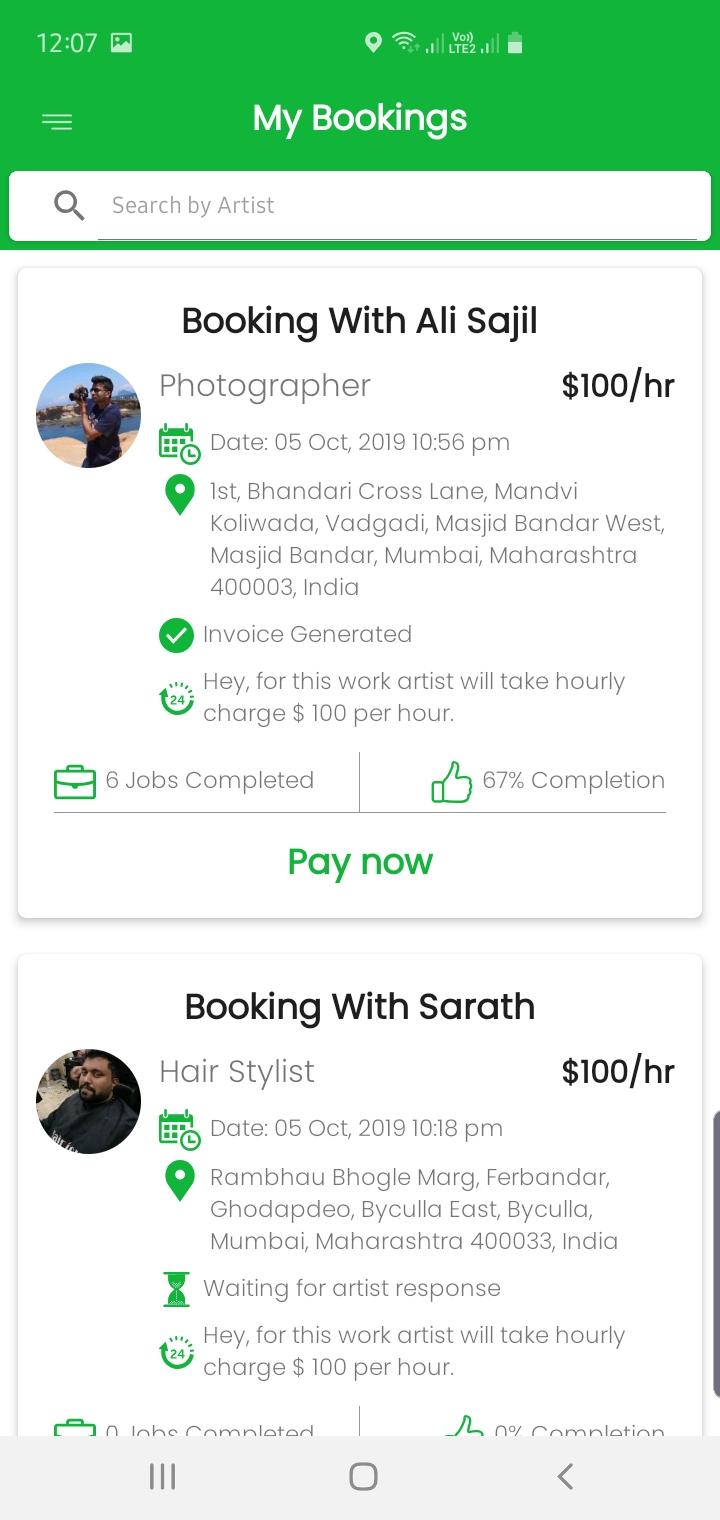 12:07
Vo))
LTE2
My Bookings
Search by Artist
Booking With Ali Sajil
Photographer
$100/hr
Date: 05 Oct, 2019 10:56 pm
1st, Bhandari Cross Lane, Mandvi
Koliwada, Vadgadi, Masjid Bandar West,
Masjid Bandar, Mumbai, Maharashtra
400003, India
Invoice Generated
24
Hey, for this work artist will take hourly
charge $ 100 per hour.
6 Jobs Completed
67% Completion
Pay now
Booking With Sarath
Hair Stylist
$100/hr
Date: 05 Oct, 2019 10:18 pm
Rambhau Bhogle Marg, Ferbandar,
Ghodapdeo, Byculla East, Byculla,
Mumbai, Maharashtra 400033, India
Waiting for artist response
24
Hey, for this work artist will take hourly
charge $ 100 per hour.
0 Jobs Completed
0% Completion